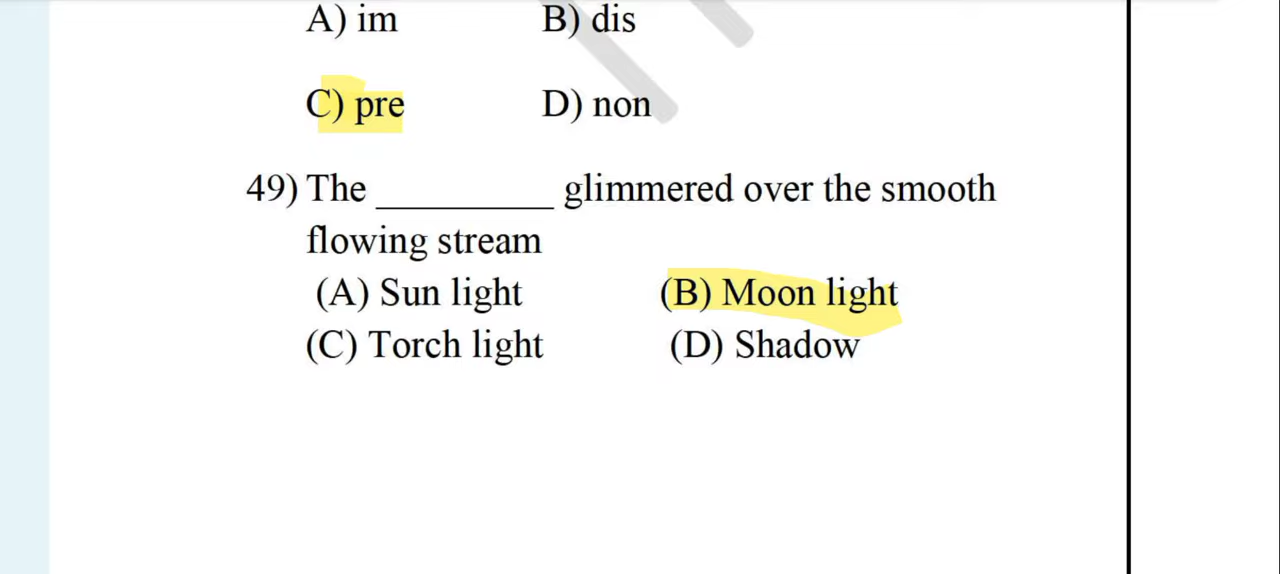 A) im B) dis
C) pre D) non
49) The _________ glimmered over the smooth
flowing stream
(A) Sun light (B) Moon light
(C) Torch light (D) Shadow